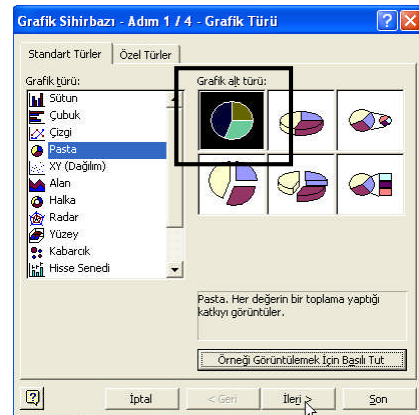 Grafik Sihirbazı - Adım 1 / 4 - Grafik Türü
Standart Türler
Özel Türler
Grafik türü:
Sütun
Çubuk
Çizgi
Pasta
XY (Dağılım)
Alan
Halka
Radar
Yüzey
Kabarcık
Hisse Senedi
Grafik alt türü:
Pasta. Her değerin bir toplama yaptığı
katkıyı görüntüler.
Örneği Görüntülemek İçin Basılı Tut
İptal
< Geri
İleri >
Son